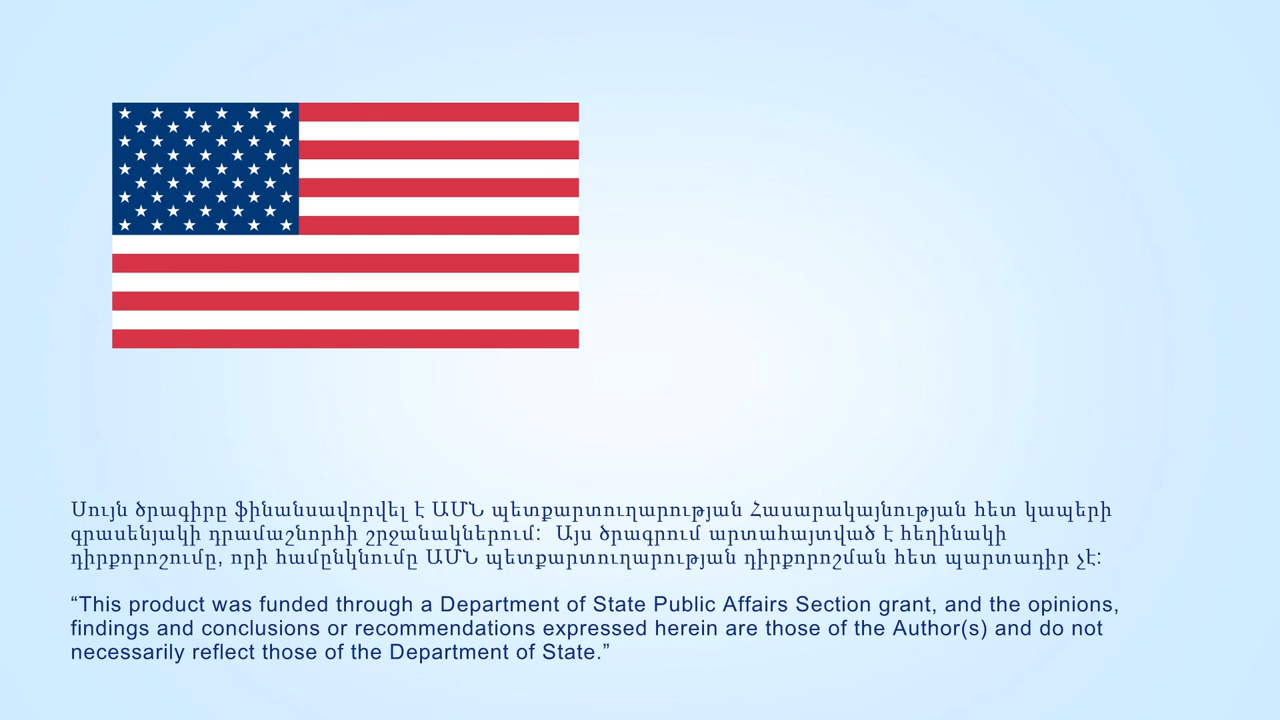 Սույն ծրագիրը ֆինանսավորվել է ԱՄՆ պետքարտուղարության Հասարակայնության հետ կապերի
գրասենյակի դրամաշնորհի շրջանակներում:  Այս ծրագրում արտահայտված է հեղինակի
դիրքորոշումը, որի համընկնումը ԱՄՆ պետքարտուղարության դիրքորոշման հետ պարտադիր չէ:
“This product was funded through a Department of State Public Affairs Section grant, and the opinions,
findings and conclusions or recommendations expressed herein are those of the Author(s) and do not
necessarily reflect those of the Department of State.”